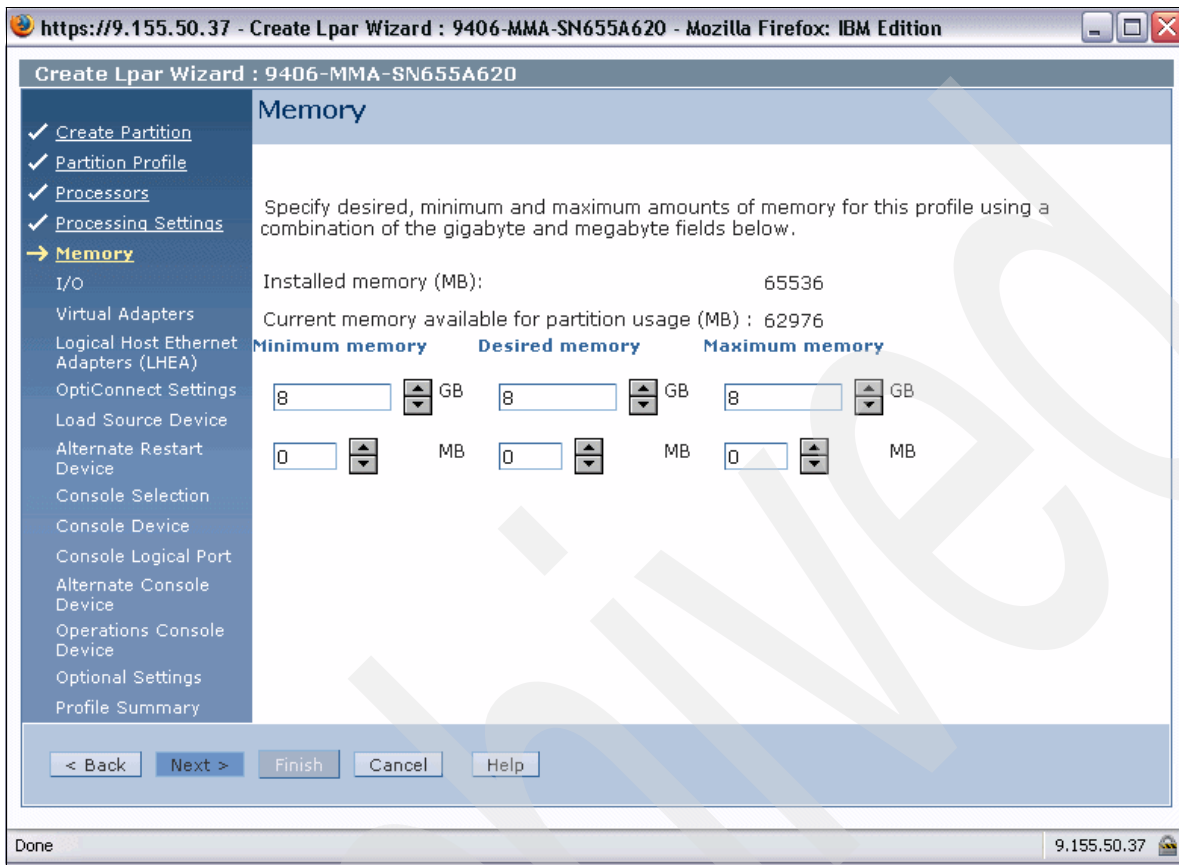 https://9.155.50.37 - Create Lpar Wizard : 9406-MMA-SN655A620 - Mozilla Firefox: IBM Edition
Create Lpar Wizard : 9406-MMA-SN655A620
Create Partition
Partition Profile
Processors
Processing Settings
Memory
I/O
Virtual Adapters
Logical Host Ethernet
Adapters (LHEA)
OptiConnect Settings
Load Source Device
Alternate Restart
Device
Console Selection
Console Device
Console Logical Port
Alternate Console
Device
Operations Console
Device
Optional Settings
Profile Summary
Memory
Specify desired, minimum and maximum amounts of memory for this profile using a
combination of the gigabyte and megabyte fields below.
Installed memory (MB): 65536
Current memory available for partition usage (MB) : 62976
Minimum memory Desired memory Maximum memory
8 GB 8 GB 8 GB
0 MB 0 MB 0 MB
< Back Next > Finish Cancel Help
Done 9.155.50.37